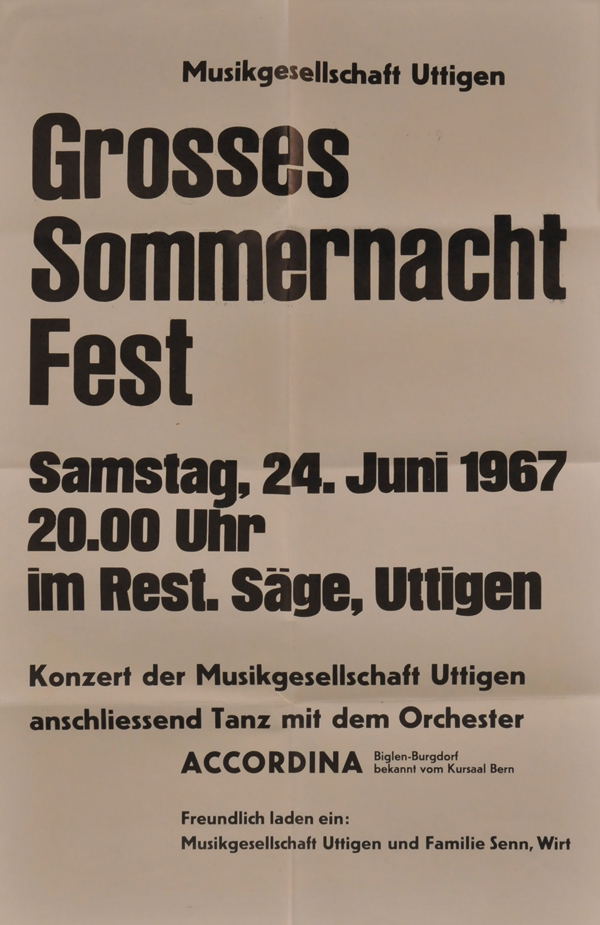 Musikgesellschaft Uttigen
Grosses
Sommernacht
Fest
Samstag, 24. Juni 1967
20.00 Uhr
im Rest. Säge, Uttigen
Konzert der Musikgesellschaft Uttigen
anschliessend Tanz mit dem Orchester
ACCORDINA Biglen-Burgdorf
bekannt vom Kursaal Bern
Freundlich laden ein:
Musikgesellschaft Uttigen und Familie Senn, Wirt